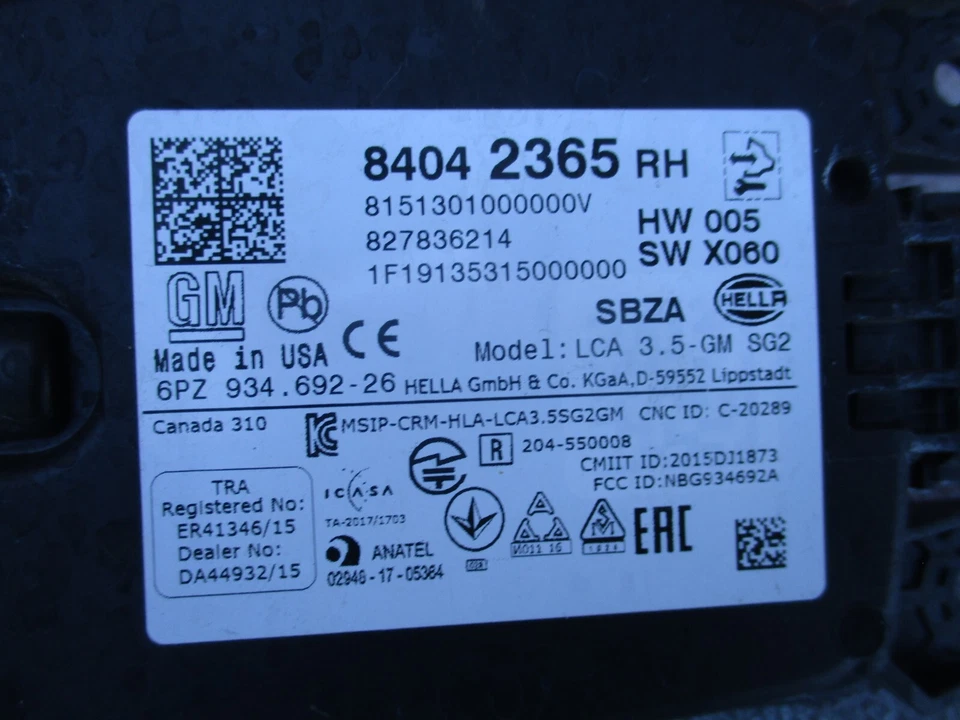 8404 2365 RH
8151301000000V
827836214
1F19135315000000
HW 005
SW X060
GM
Pb
CE
SBZA
HELLA
Made in USA
Model: LCA 3.5-GM SG2
6PZ 934.692-26 HELLA GmbH & Co. KGaA, D-59552 Lippstadt
Canada 310
MSIP-CRM-HLA-LCA3.5SG2GM CNC ID: C-20289
R 204-550008
CMIIT ID:2015DJ1873
FCC ID:NBG934692A
TRA
Registered No:
ER41346/15
Dealer No:
DA44932/15
ICASA
TA-2017/1703
ANATEL
02948-17-05364
EAC